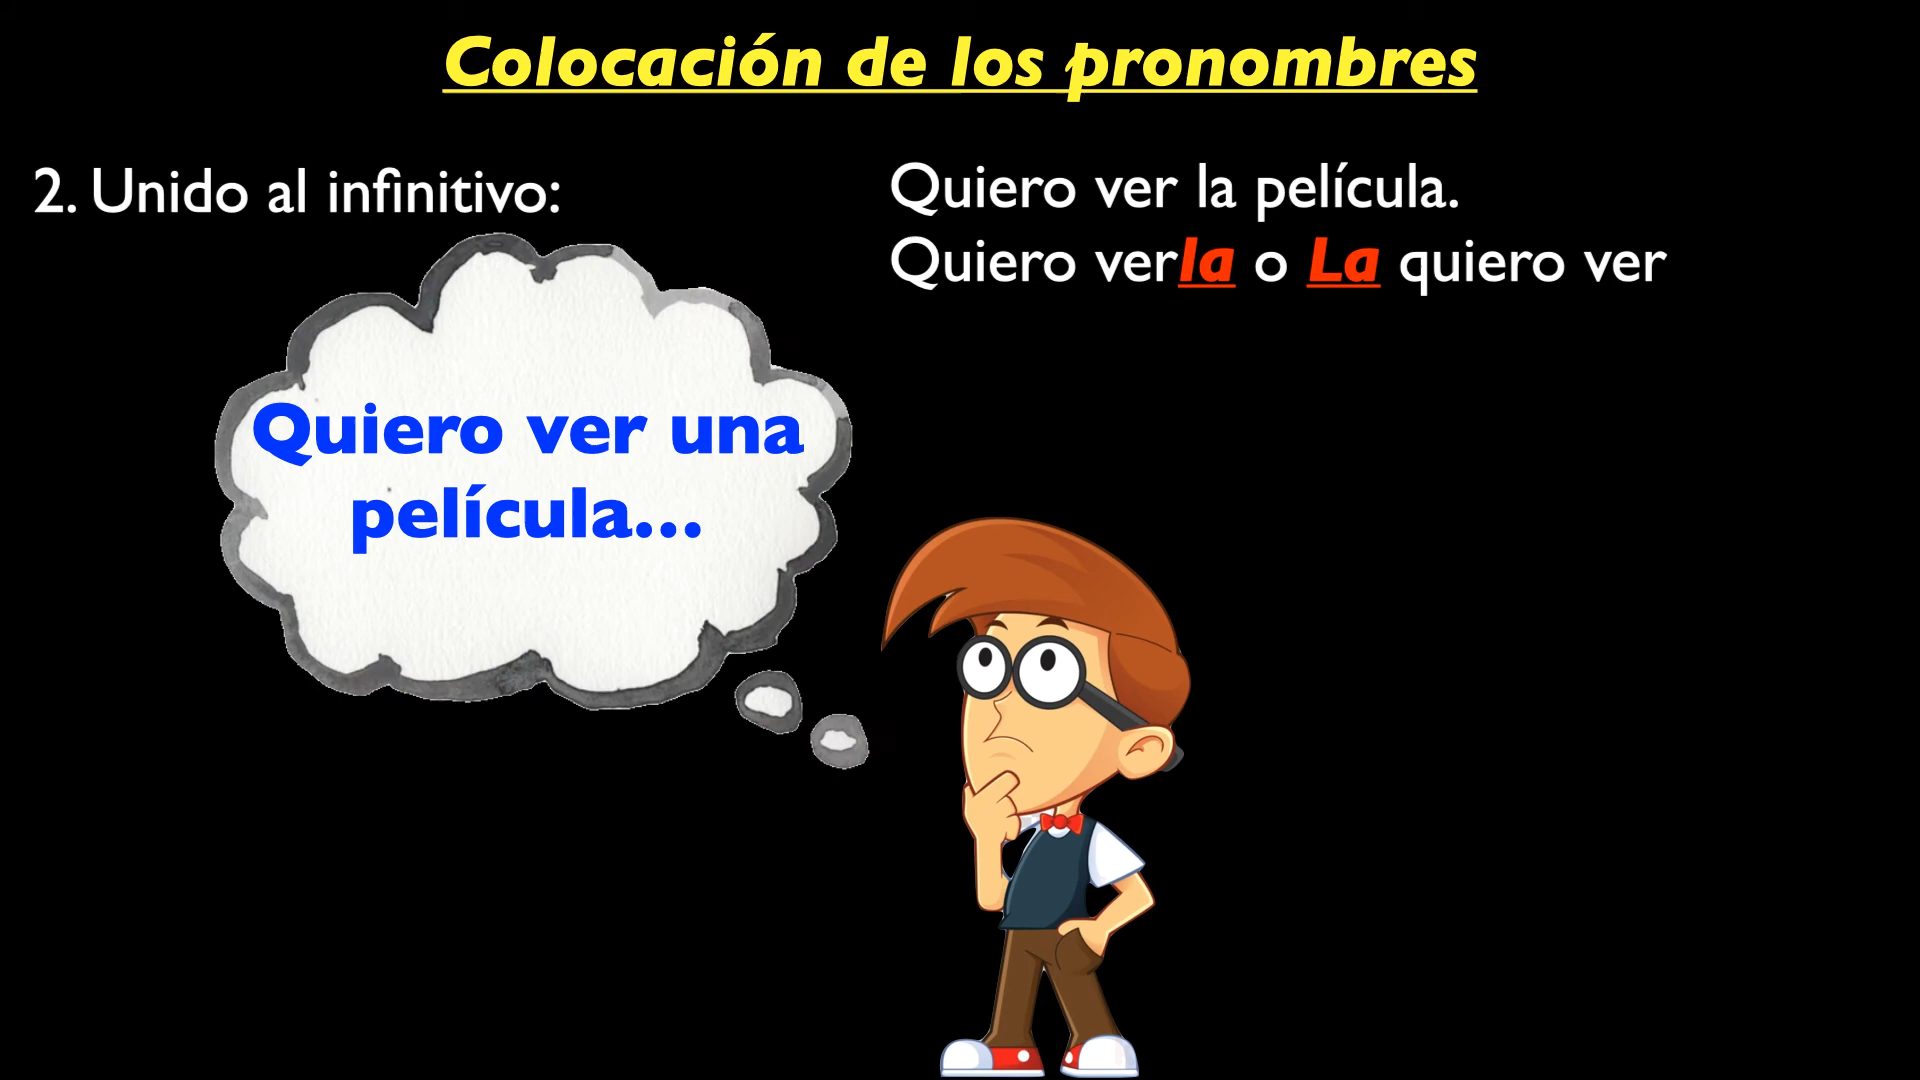 Colocación de los pronombres
2. Unido al infinitivo:
Quiero ver la película.
Quiero verla o La quiero ver
Quiero ver una
película...